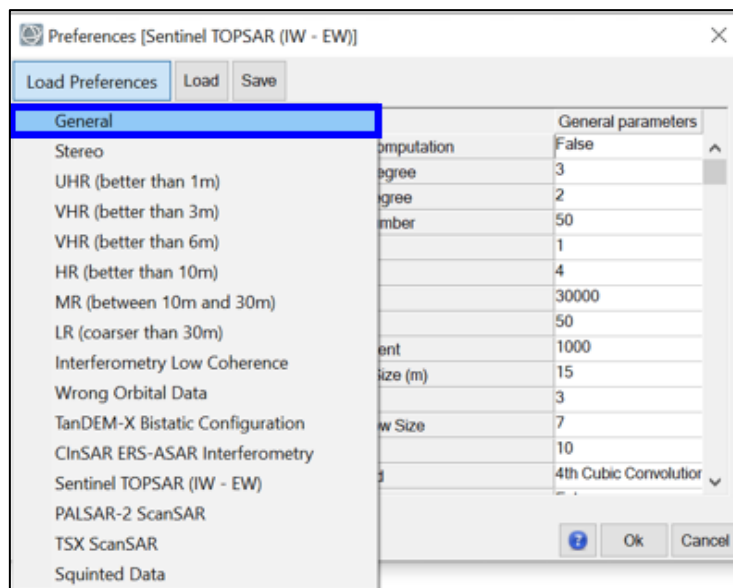 Preferences [Sentinel TOPSAR (IW - EW)]
Load Preferences Load Save
General
Stereo
UHR (better than 1m)
VHR (better than 3m)
VHR (better than 6m)
HR (better than 10m)
MR (between 10m and 30m)
LR (coarser than 30m)
Interferometry Low Coherence
Wrong Orbital Data
TanDEM-X Bistatic Configuration
CInSAR ERS-ASAR Interferometry
Sentinel TOPSAR (IW - EW)
PALSAR-2 ScanSAR
TSX ScanSAR
Squinted Data
General parameters
omputation False
egree 3
gree 2
mber 50
1
4
30000
50
ent 1000
Size (m) 15
3
w Size 7
10
d 4th Cubic Convolution
Ok Cancel